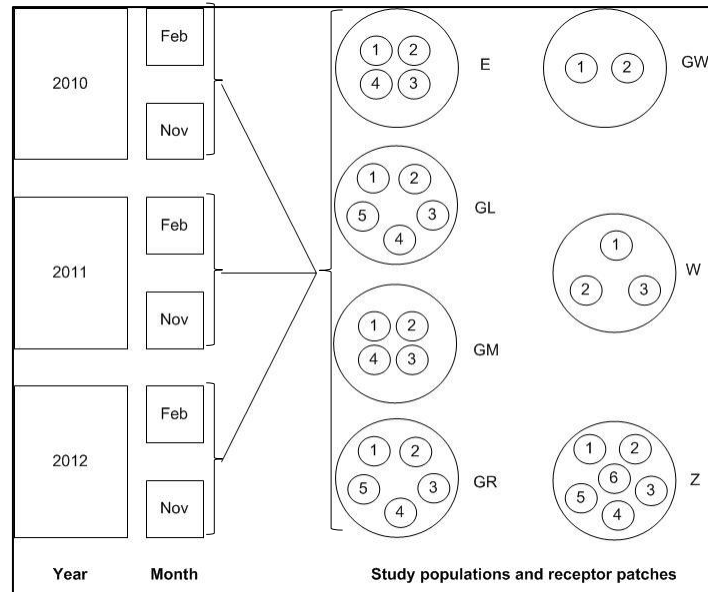 2010
Feb
Nov
2011
Feb
Nov
2012
Feb
Nov
Year
Month
1 2
4 3
E
1 2
GW
1 2
5 3
4
GL
1
2 3
W
1 2
4 3
GM
1 2
5 3
4
GR
1 2
6
5 3
4
Z
Study populations and receptor patches